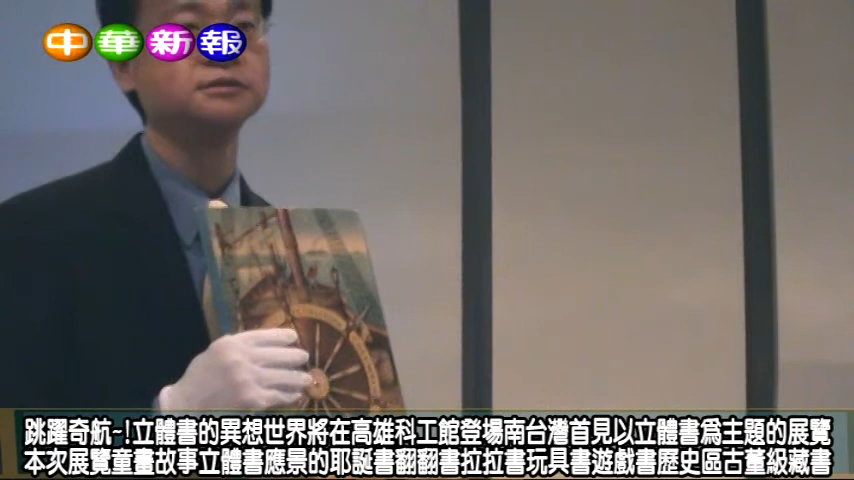 中華新報
跳躍奇航~!立體書的異想世界將在高雄科工館登場南台灣首見以立體書為主題的展覽
本次展覽童畫故事立體書應景的耶誕書翻翻書拉拉書玩具書遊戲書歷史區古董級藏書